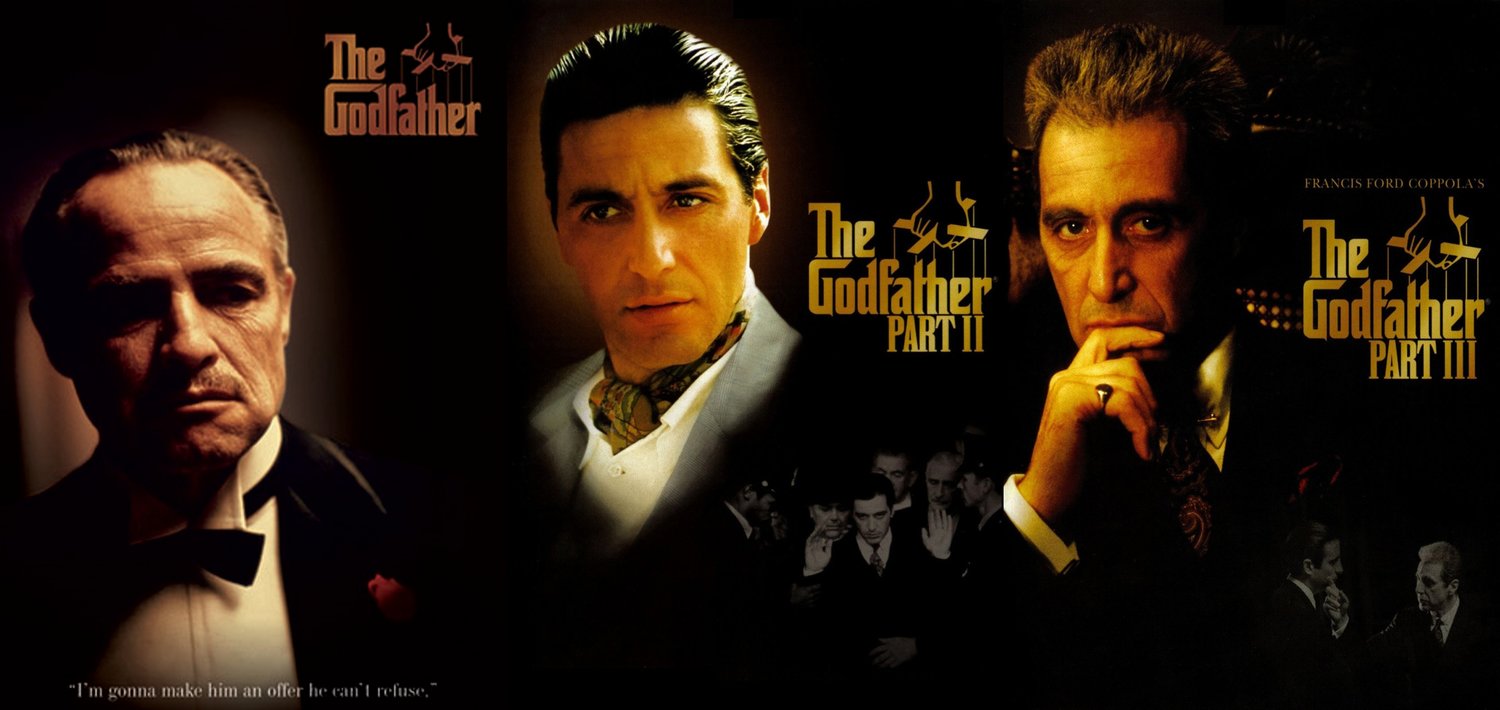 The
Godfather
"I'm gonna make him an offer he can't refuse."
The
Godfather
PART II
FRANCIS FORD COPPOLA'S
The
Godfather
PART III